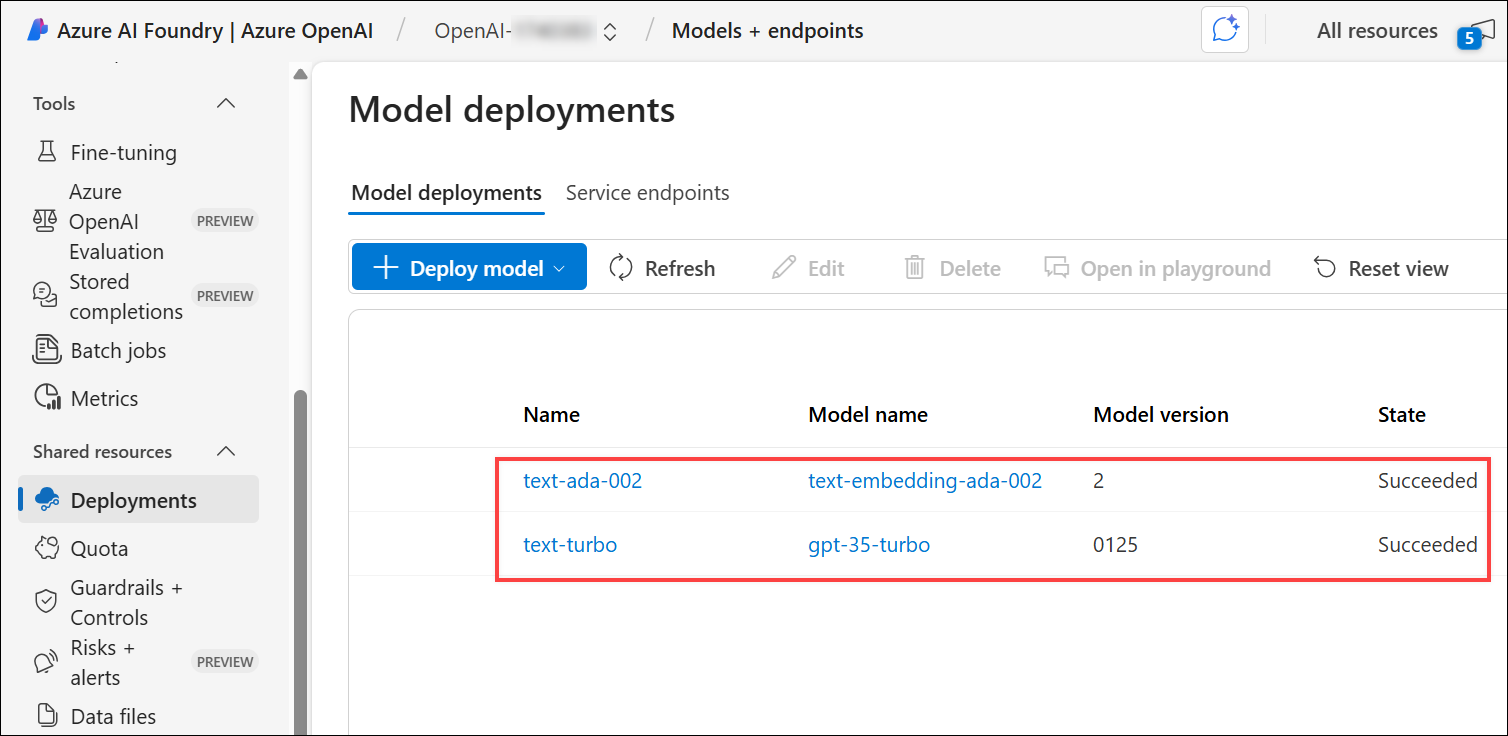 Azure AI Foundry | Azure OpenAI / OpenAI- / Models + endpoints
All resources
5
Tools
Fine-tuning
Azure
OpenAI
Evaluation
PREVIEW
Stored
completions
PREVIEW
Batch jobs
Metrics
Shared resources
Deployments
Quota
Guardrails +
Controls
Risks +
alerts
PREVIEW
Data files
Model deployments
Model deployments Service endpoints
Deploy model Refresh Edit Delete Open in playground Reset view
Name Model name Model version State
text-ada-002 text-embedding-ada-002 2 Succeeded
text-turbo gpt-35-turbo 0125 Succeeded